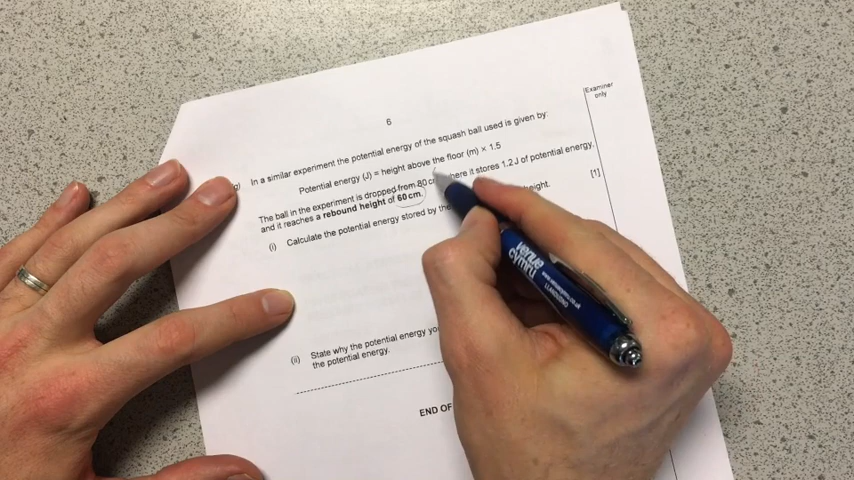 6
Examiner
only
In a similar experiment the potential energy of the squash ball used is given by:
Potential energy (J) = height above the floor (m) × 1.5
The ball in the experiment is dropped from 80 where it stores 1.2 J of potential energy,
and it reaches a rebound height of 60 cm.
(i) Calculate the potential energy stored by the height.
[1]
(ii) State why the potential energy
the potential energy.
END OF
venue
cymru
LLANDUDNO